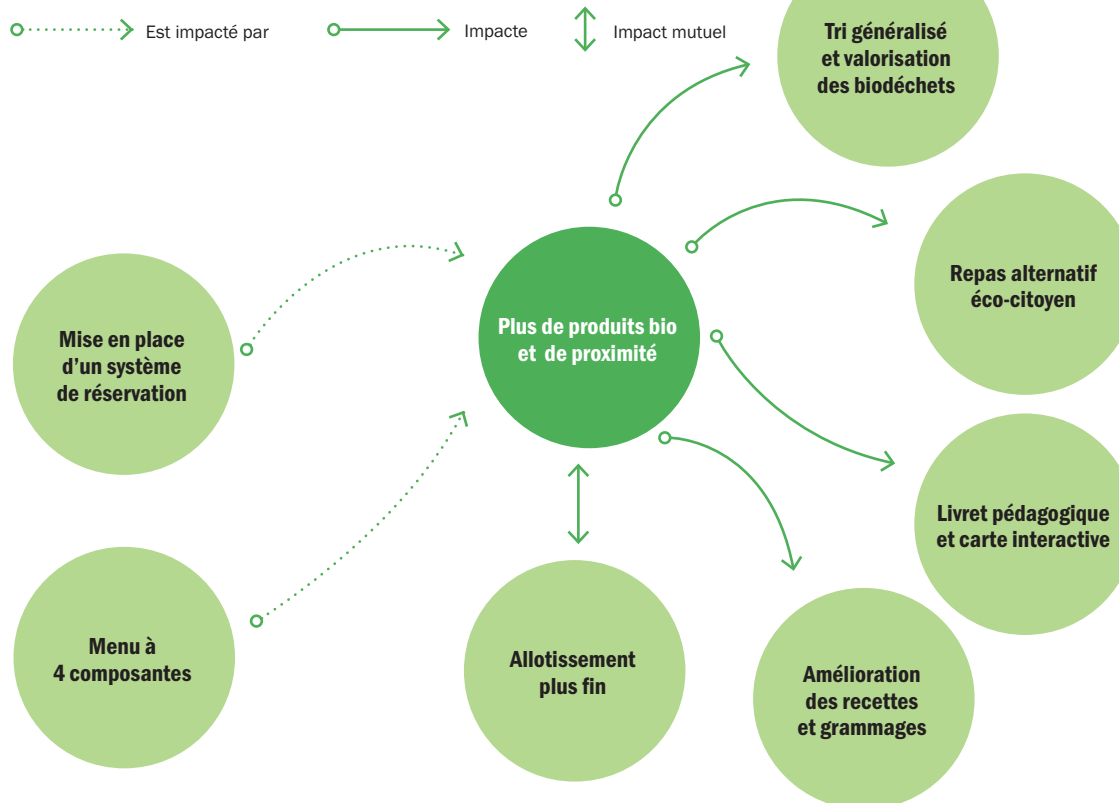 Est impacté par
Impacte
Impact mutuel
Tri généralisé
et valorisation
des biodéchets
Repas alternatif
éco-citoyen
Plus de produits bio
et de proximité
Mise en place
d'un système
de réservation
Livret pédagogique
et carte interactive
Menu à
4 composantes
Allotissement
plus fin
Amélioration
des recettes
et grammages